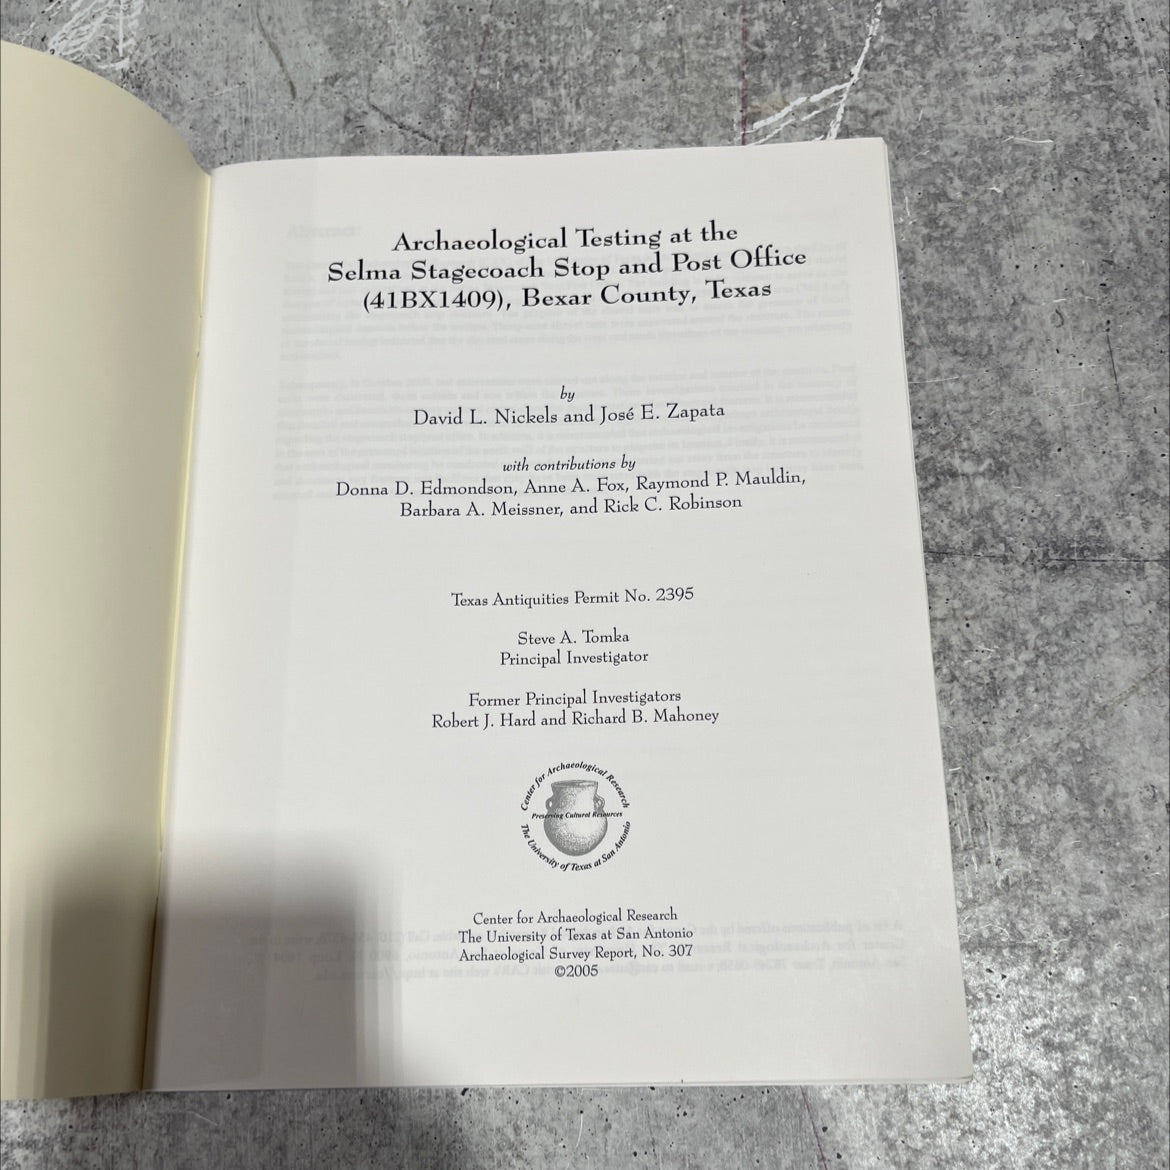 Archaeological Testing at the
Selma Stagecoach Stop and Post Office
(41BX1409), Bexar County, Texas
by
David L. Nickels and José E. Zapata
with contributions by
Donna D. Edmondson, Anne A. Fox, Raymond P. Mauldin,
Barbara A. Meissner, and Rick C. Robinson
Texas Antiquities Permit No. 2395
Steve A. Tomka
Principal Investigator
Former Principal Investigators
Robert J. Hard and Richard B. Mahoney
Center for Archaeological Research
Preserving Cultural Resources
The University of Texas at San Antonio
Center for Archaeological Research
The University of Texas at San Antonio
Archaeological Survey Report, No. 307
©2005